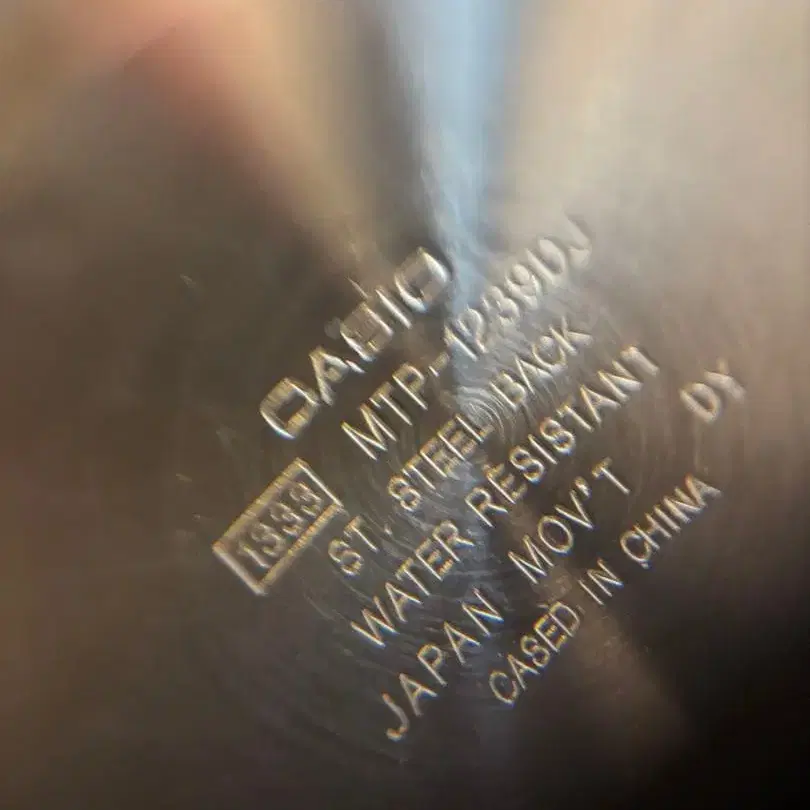 CASIO
MTP-1239DJ
1333
ST. STEEL BACK
WATER RESISTANT
JAPAN MOV'T DY
CASED IN CHINA